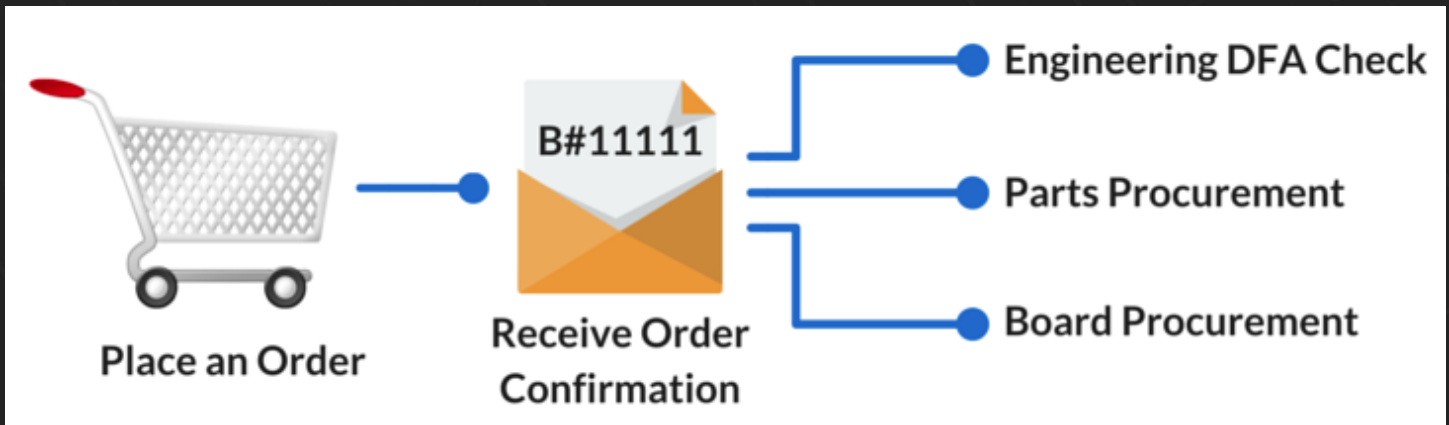 B#11111
Place an Order
Receive Order
Confirmation
Engineering DFA Check
Parts Procurement
Board Procurement